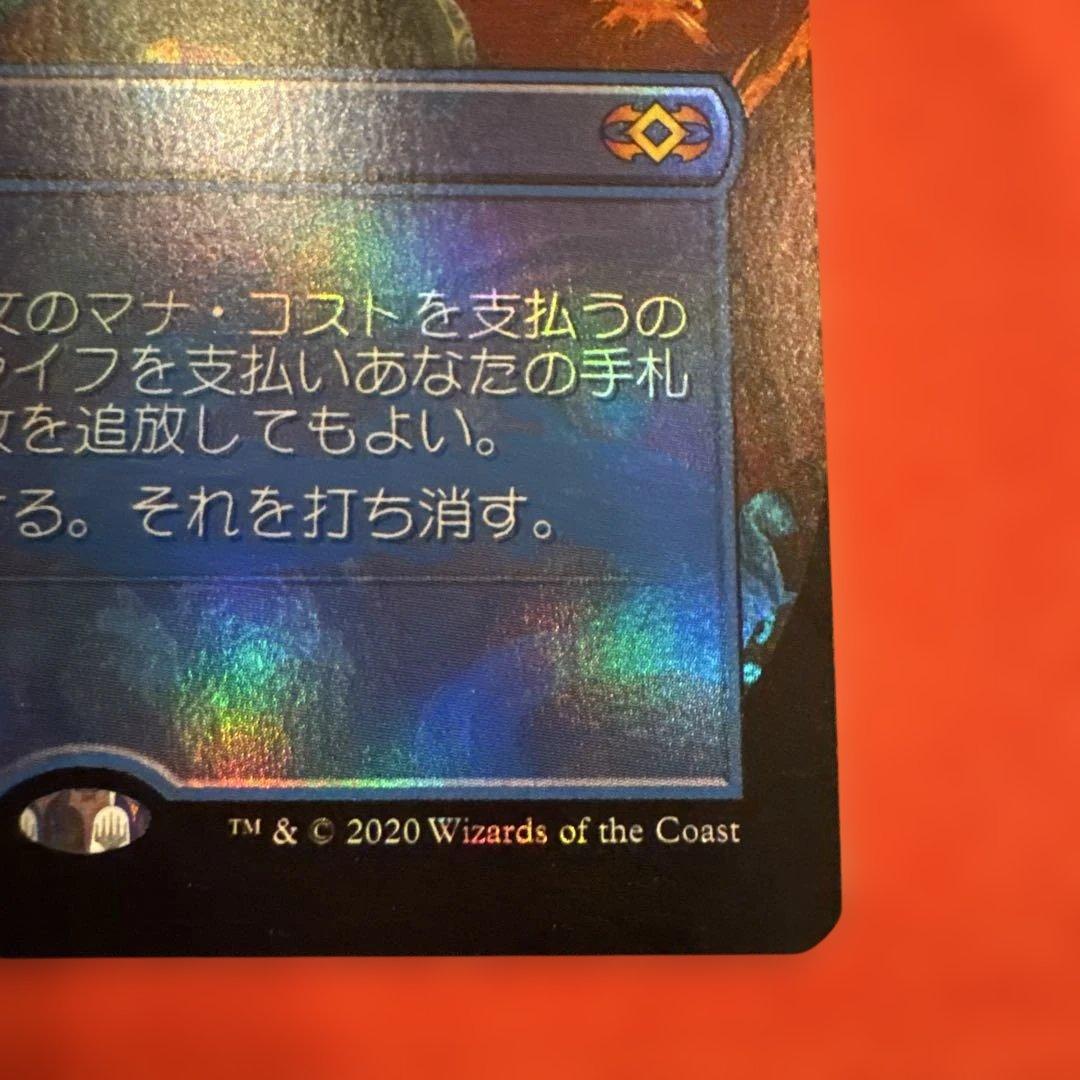 のマナ・コストを支払うの
イフを支払いあなたの手札
を追放してもよい。
る。それを打ち消す。
™ & © 2020 Wizards of the Coast